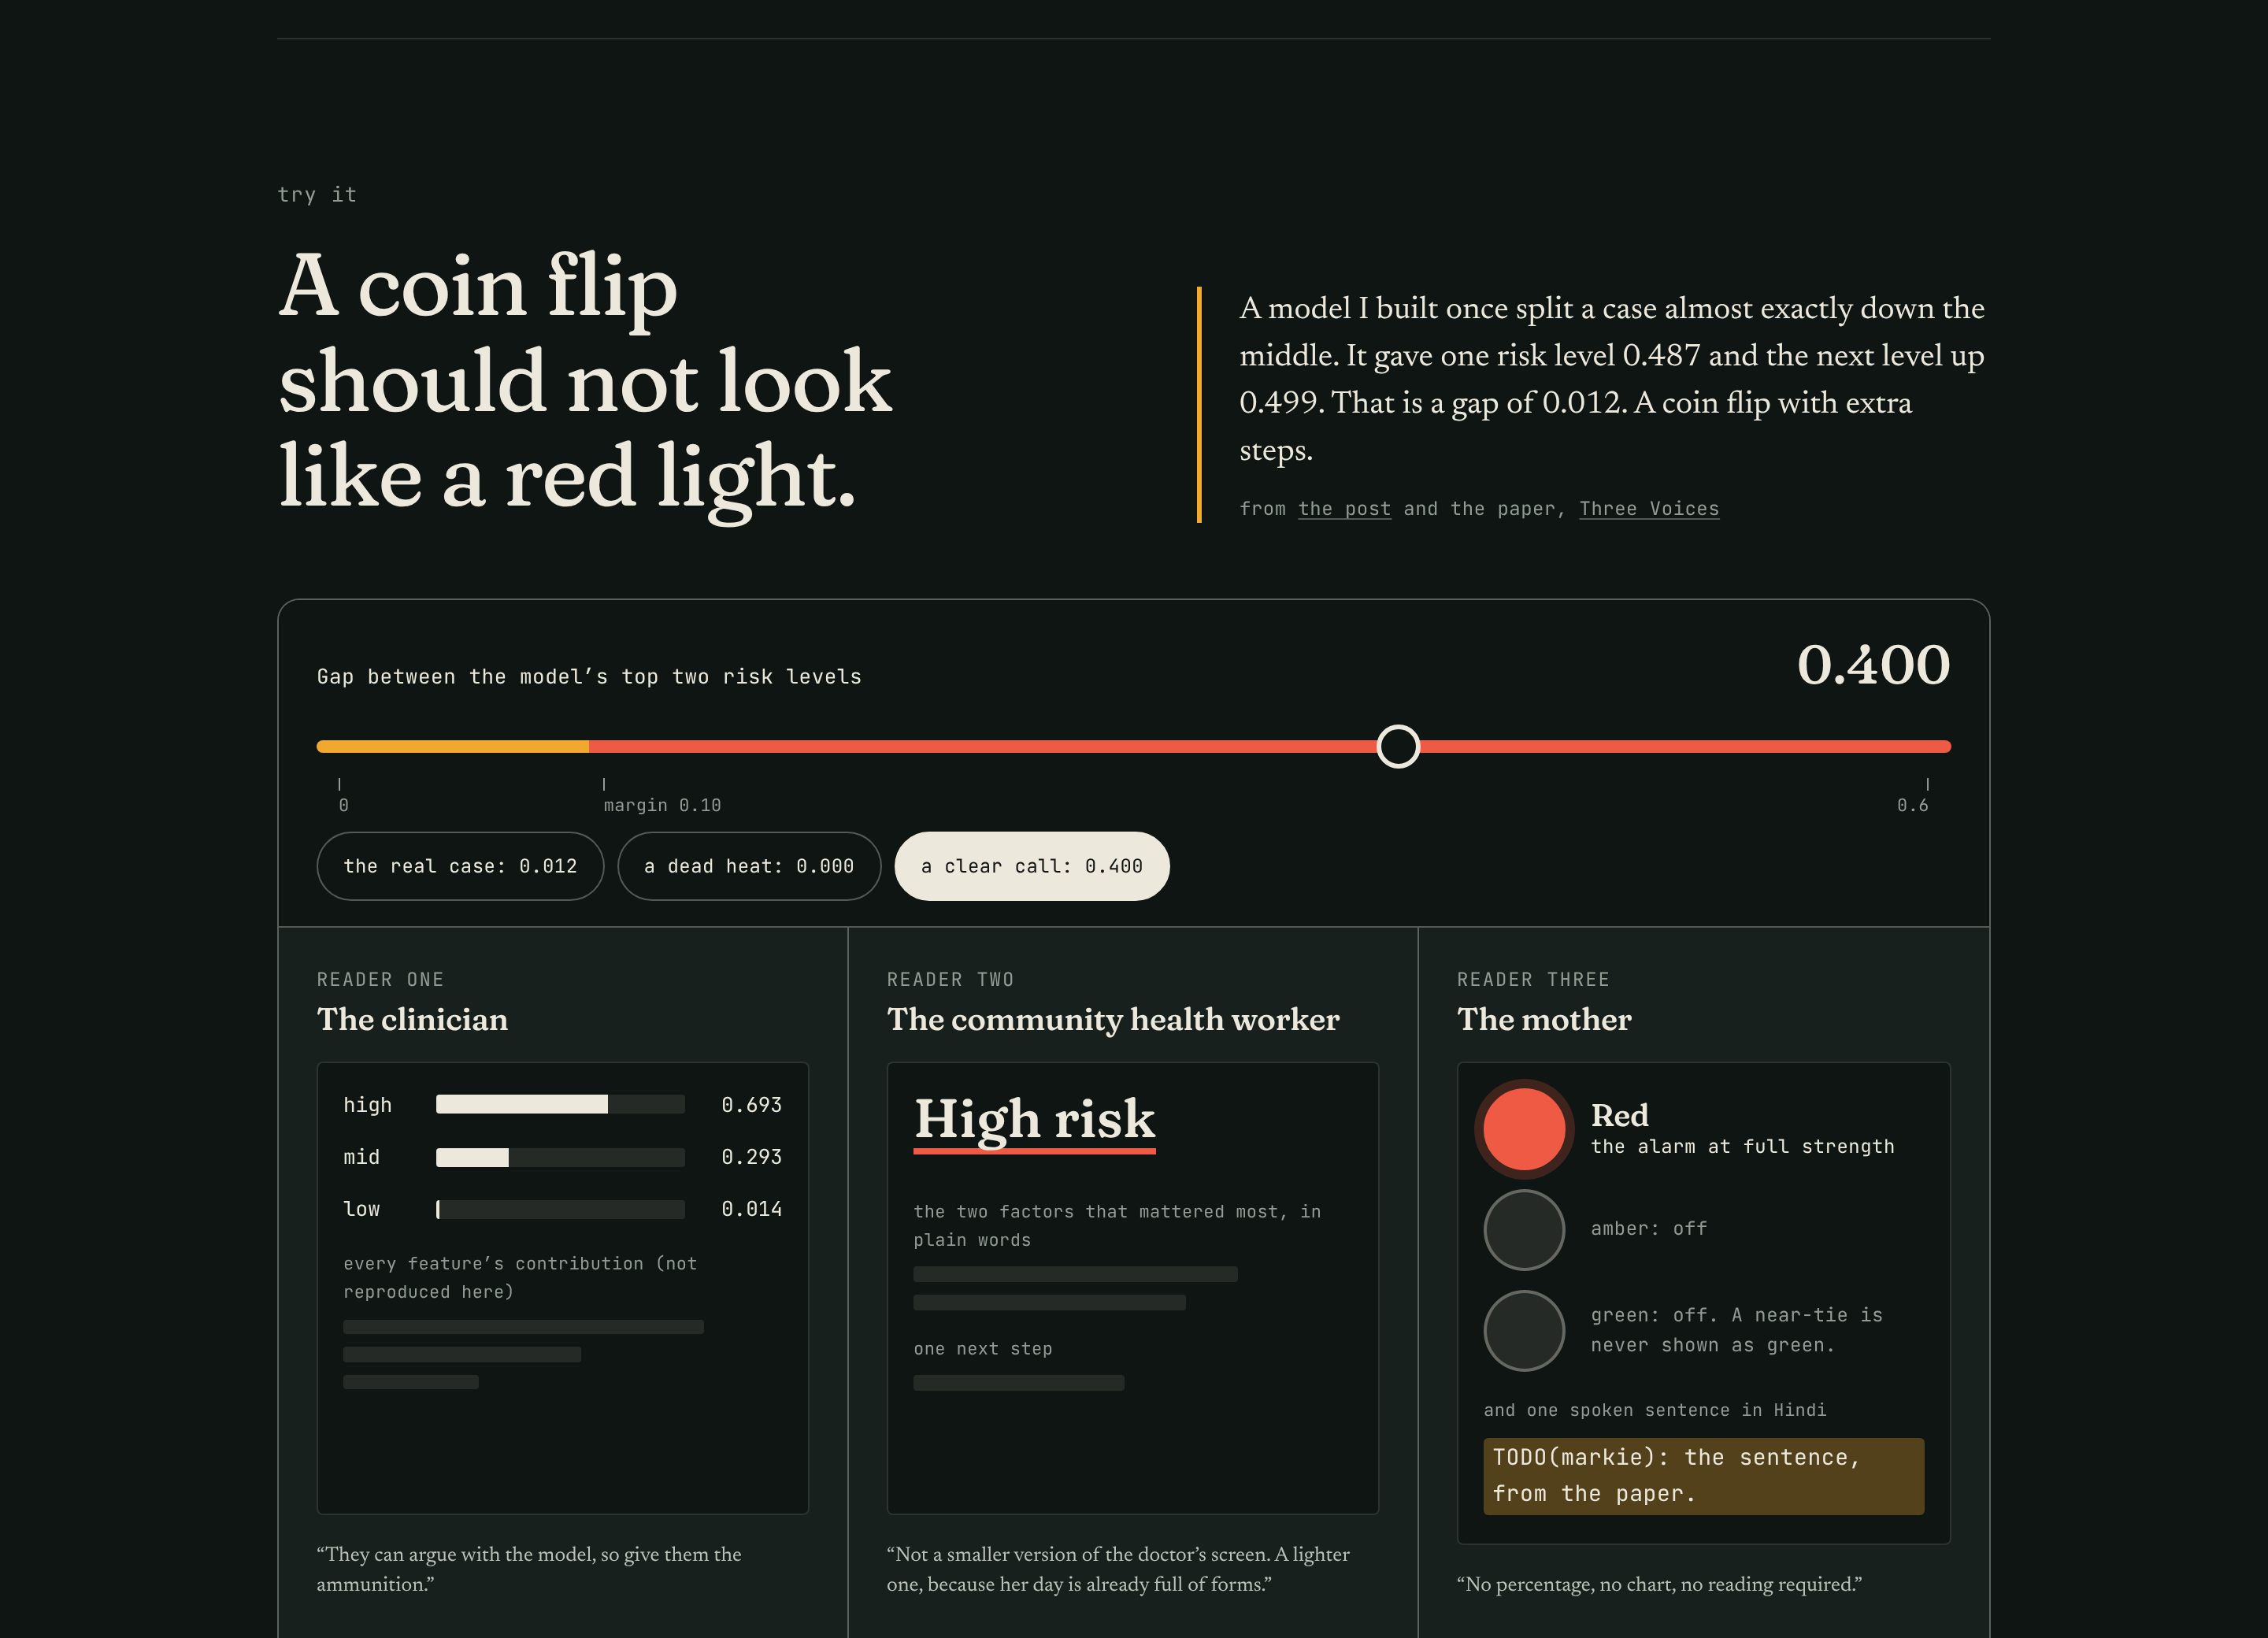 try it
A coin flip
should not look
like a red light.
A model I built once split a case almost exactly down the
middle. It gave one risk level 0.487 and the next level up
0.499. That is a gap of 0.012. A coin flip with extra
steps.
from the post and the paper, Three Voices
Gap between the model’s top two risk levels
0.400
0
margin 0.10
0.6
the real case: 0.012
a dead heat: 0.000
a clear call: 0.400
READER ONE
The clinician
high 0.693
mid 0.293
low 0.014
every feature’s contribution (not
reproduced here)
“They can argue with the model, so give them the
ammunition.”
READER TWO
The community health worker
High risk
the two factors that mattered most, in
plain words
one next step
“Not a smaller version of the doctor’s screen. A lighter
one, because her day is already full of forms.”
READER THREE
The mother
Red
the alarm at full strength
amber: off
green: off. A near-tie is
never shown as green.
and one spoken sentence in Hindi
TODO(markie): the sentence,
from the paper.
“No percentage, no chart, no reading required.”